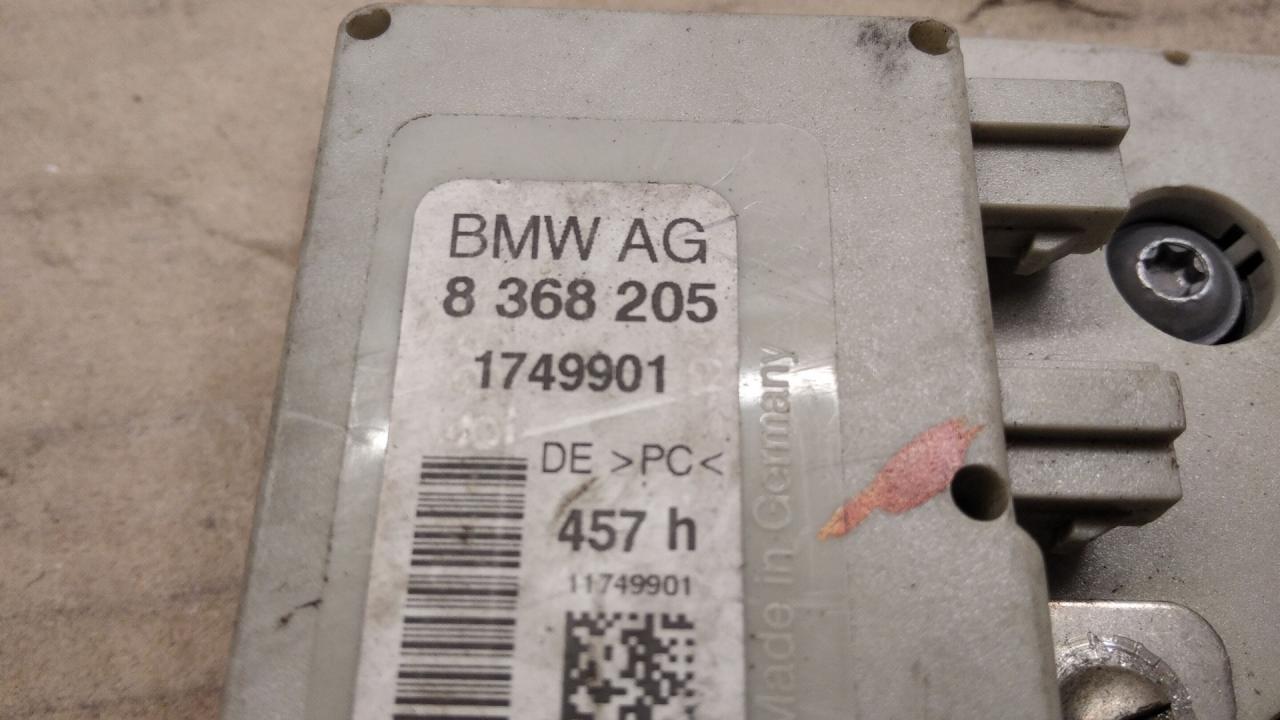 BMW AG
8 368 205
1749901
DE >PC<
457 h
11749901
Made in Germany